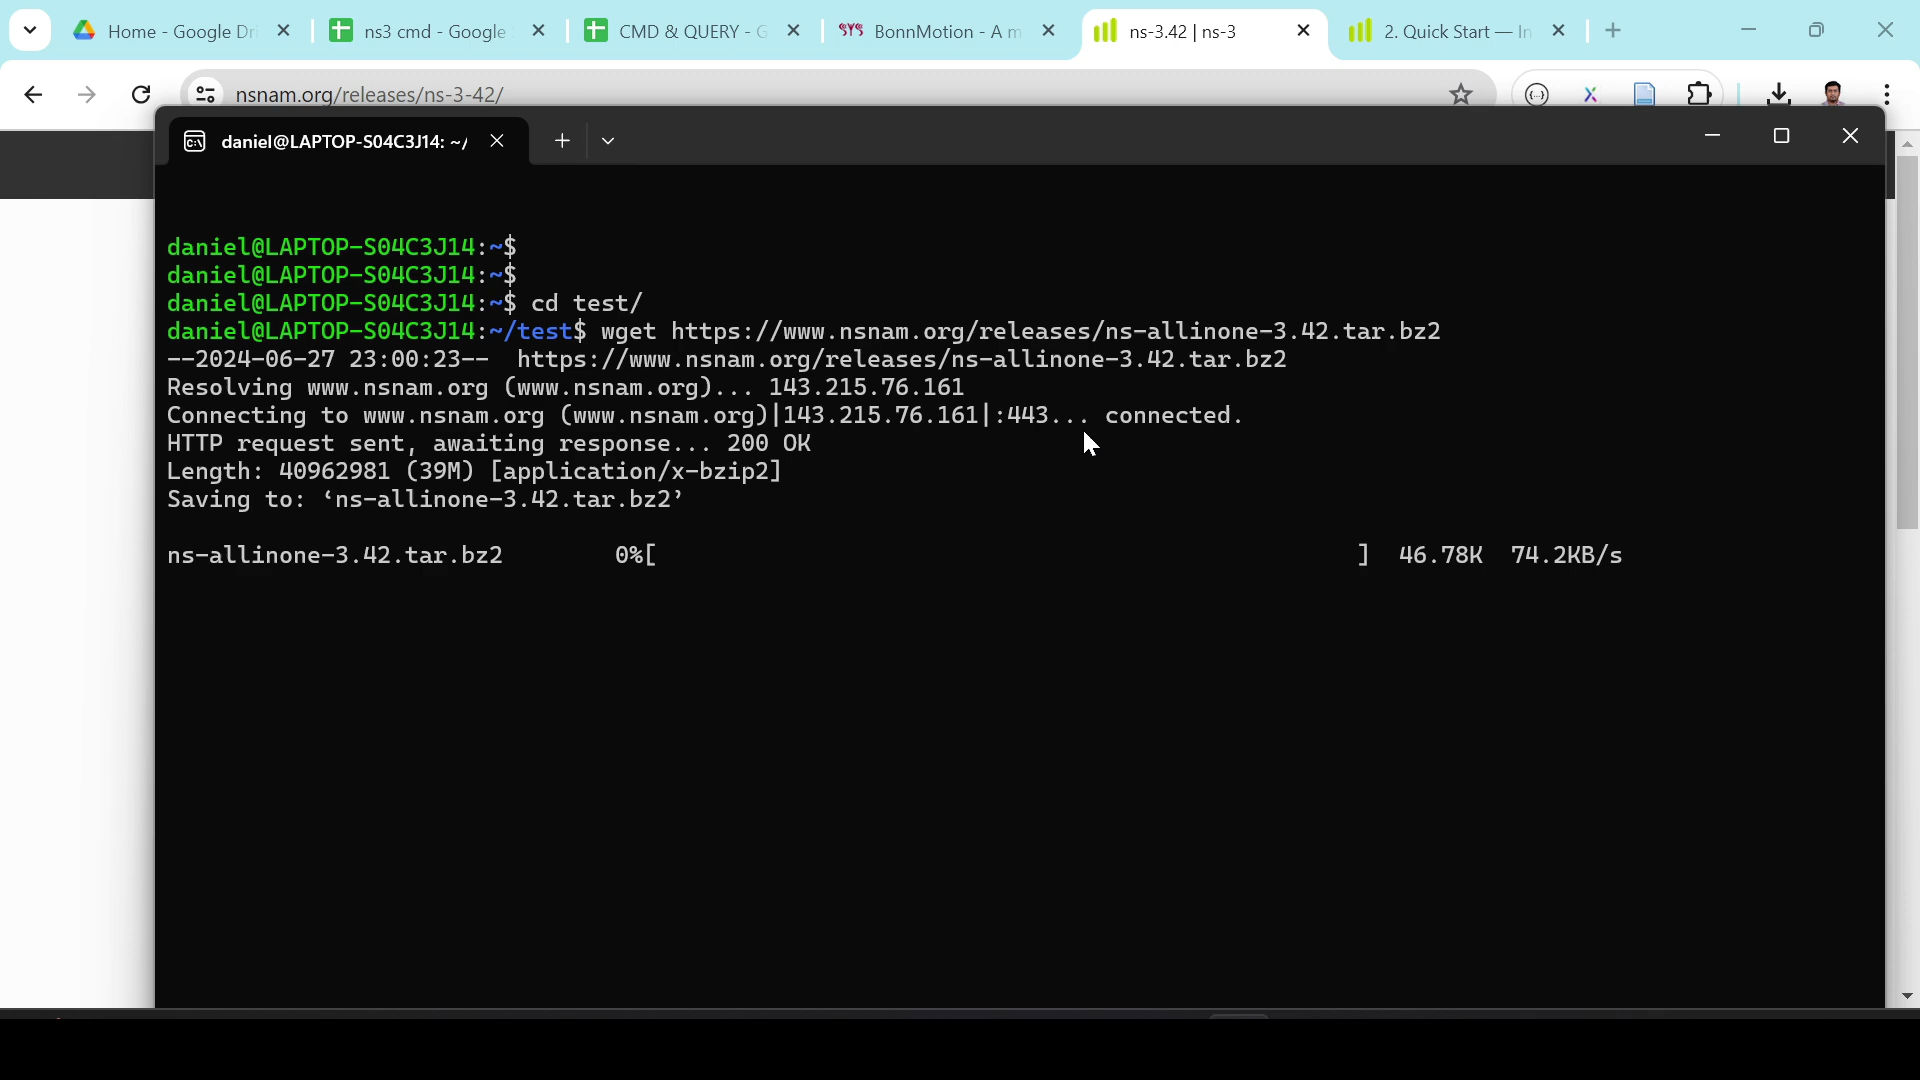 Home - Google Dri
ns3 cmd - Google S
CMD & QUERY - G
SYS BonnMotion - A m
ns-3.42 | ns-3
2. Quick Start — In
nsnam.org/releases/ns-3-42/
daniel@LAPTOP-S04C3J14: ~/
daniel@LAPTOP-S04C3J14:~$
daniel@LAPTOP-S04C3J14:~$
daniel@LAPTOP-S04C3J14:~$ cd test/
daniel@LAPTOP-S04C3J14:~/test$ wget https://www.nsnam.org/releases/ns-allinone-3.42.tar.bz2
--2024-06-27 23:00:23--  https://www.nsnam.org/releases/ns-allinone-3.42.tar.bz2
Resolving www.nsnam.org (www.nsnam.org)... 143.215.76.161
Connecting to www.nsnam.org (www.nsnam.org)|143.215.76.161|:443... connected.
HTTP request sent, awaiting response... 200 OK
Length: 40962981 (39M) [application/x-bzip2]
Saving to: ‘ns-allinone-3.42.tar.bz2’
ns-allinone-3.42.tar.bz2        0%[                                                  ]  46.78K  74.2KB/s